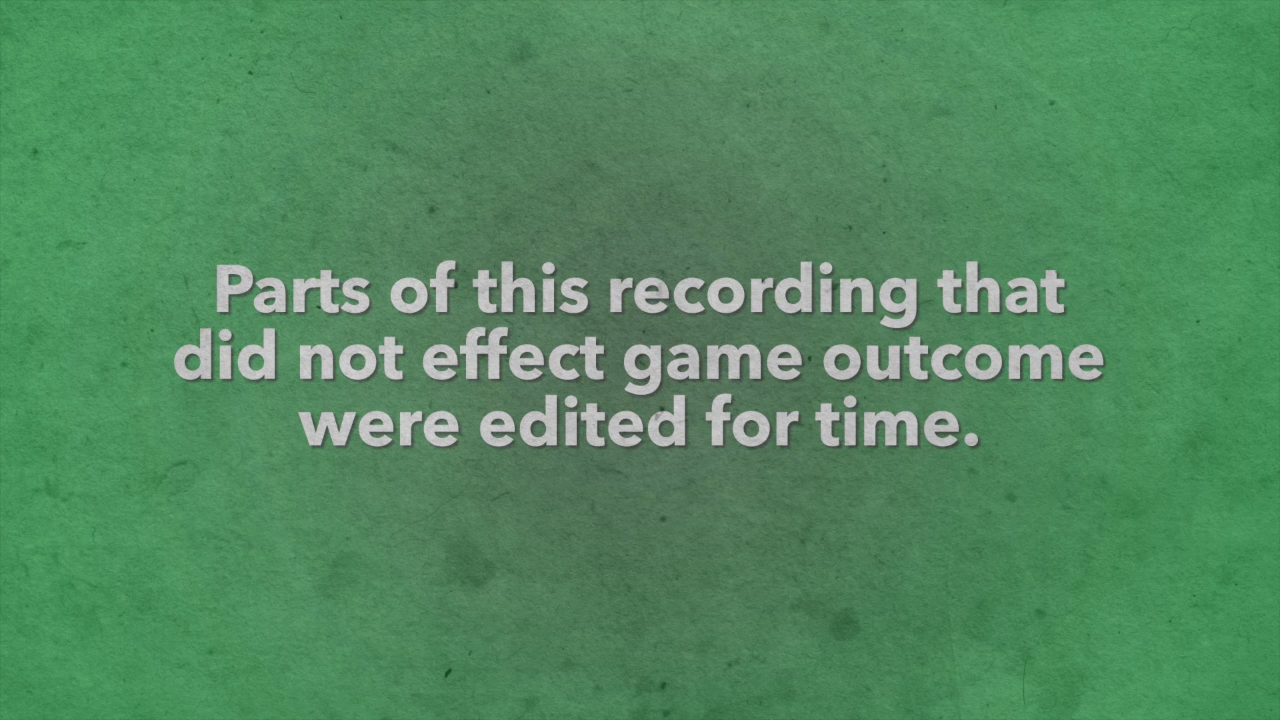 Parts of this recording that
did not effect game outcome
were edited for time.